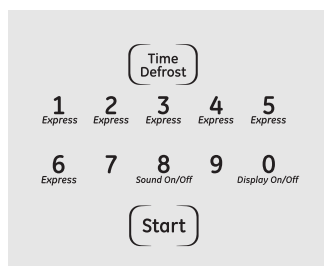 Time
Defrost
1 2 3 4 5
Express Express Express Express Express
6 7 8 9 0
Express Sound On/Off Display On/Off
Start